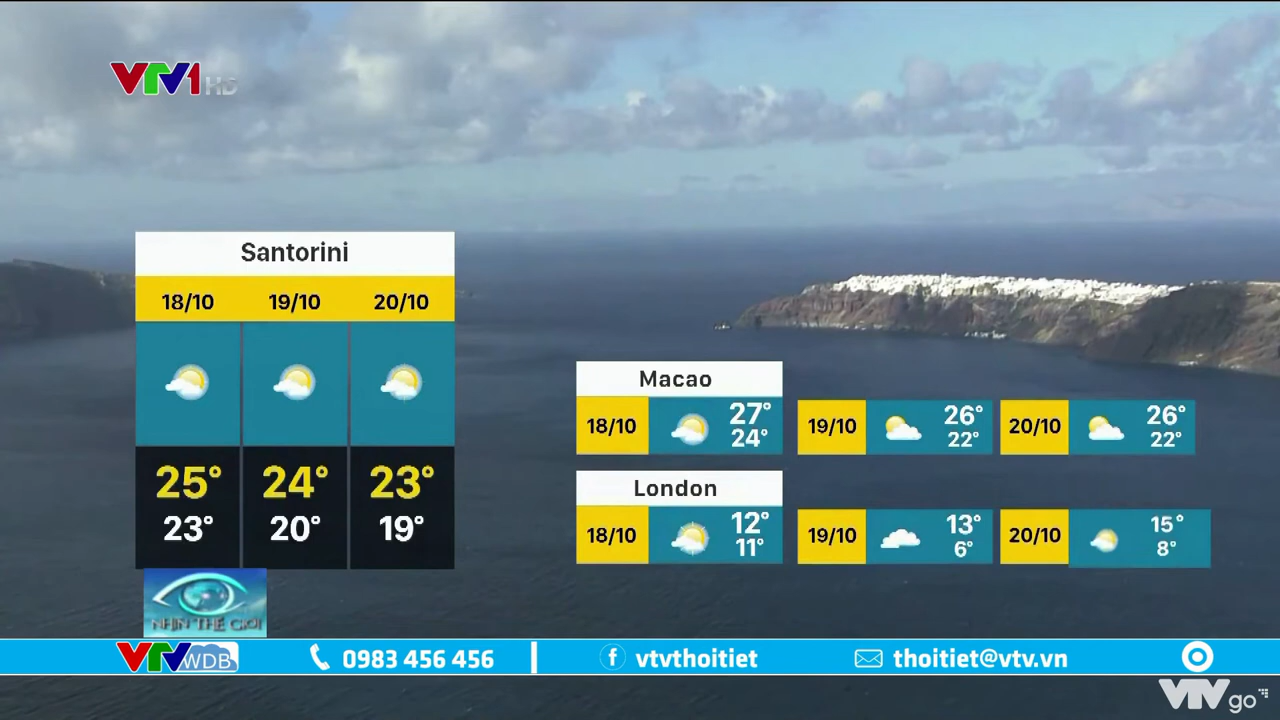 VTV1 HD
Santorini
18/10 19/10 20/10
25° 24° 23°
23° 20° 19°
Macao
18/10 27° 24° 19/10 26° 22° 20/10 26° 22°
London
18/10 12° 11° 19/10 13° 6° 20/10 15° 8°
NHÌN THẾ GIỚI
VTV WDB 0983 456 456 vtvthoitiet thoitiet@vtv.vn
VTV go